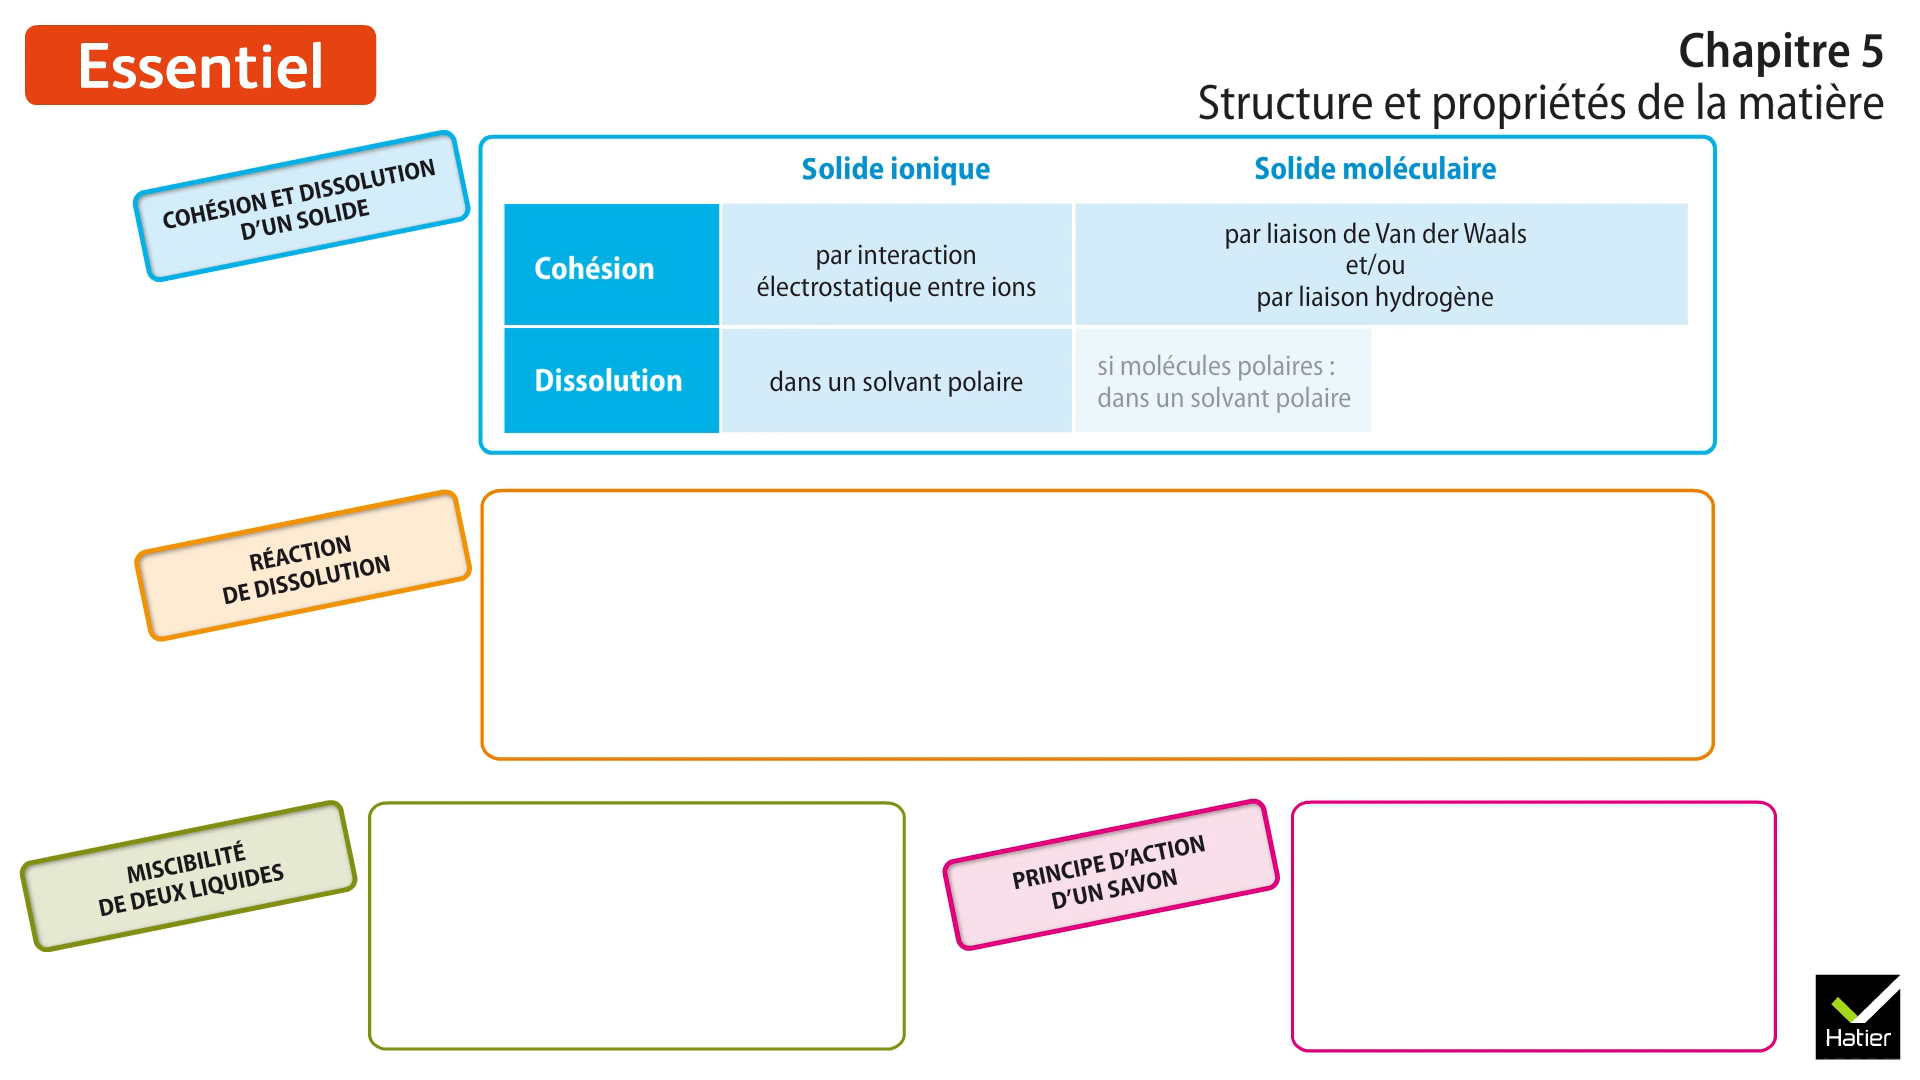 Essentiel
Chapitre 5
Structure et propriétés de la matière
COHÉSION ET DISSOLUTION
D’UN SOLIDE
Solide ionique
Solide moléculaire
Cohésion
par interaction
électrostatique entre ions
par liaison de Van der Waals
et/ou
par liaison hydrogène
Dissolution
dans un solvant polaire
si molécules polaires :
dans un solvant polaire
RÉACTION
DE DISSOLUTION
MISCIBILITÉ
DE DEUX LIQUIDES
PRINCIPE D’ACTION
D’UN SAVON
Hatier